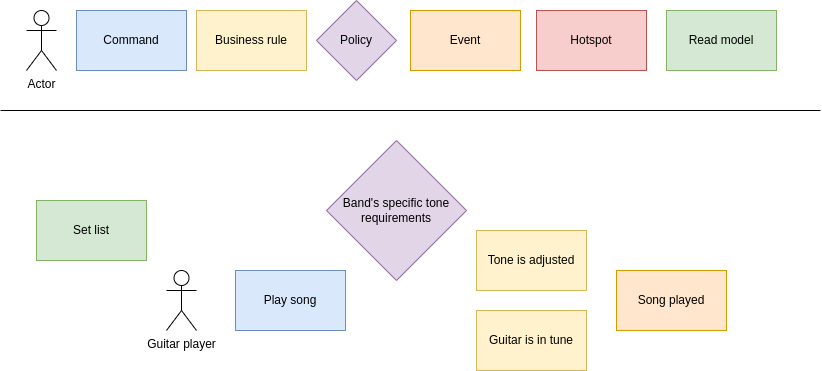 Actor
Command
Business rule
Policy
Event
Hotspot
Read model
Set list
Guitar player
Play song
Band's specific tone
requirements
Tone is adjusted
Guitar is in tune
Song played